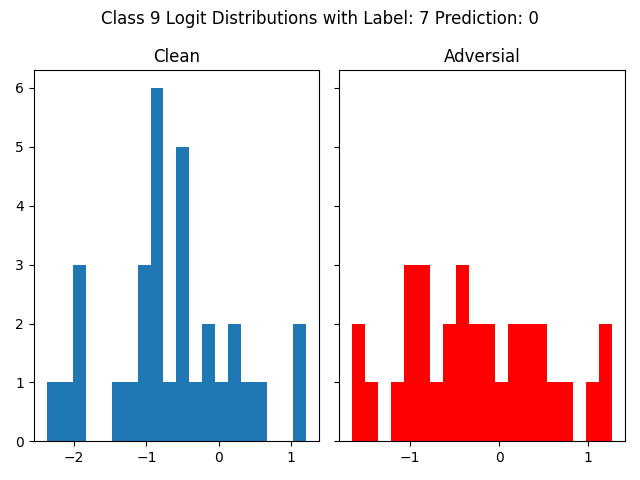 Class 9 Logit Distributions with Label: 7 Prediction: 0
Clean
Adversial
6
5
4
3
2
1
0
−2 −1 0 1
−1 0 1